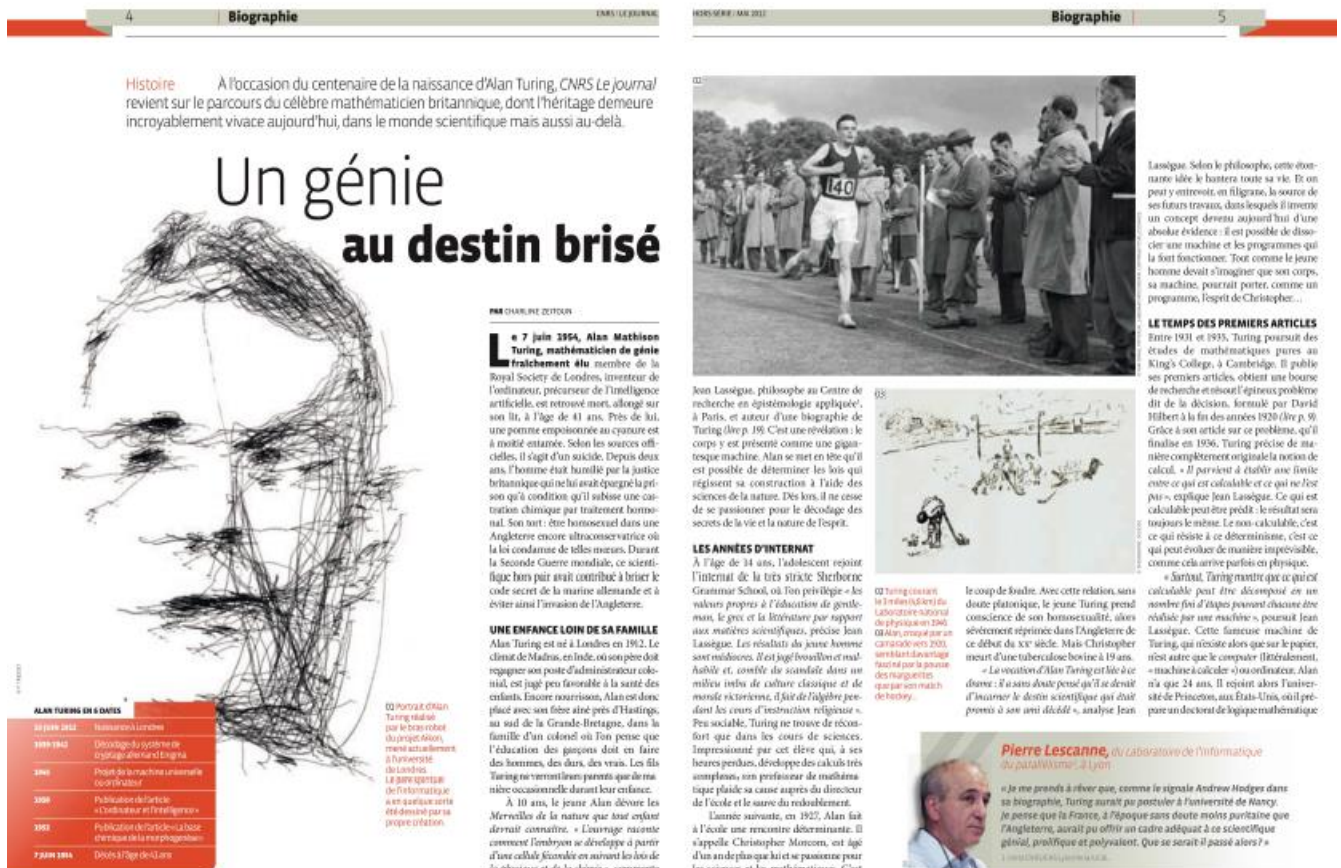 4
Biographie
CNRS / LE JOURNAL
Histoire À l'occasion du centenaire de la naissance d'Alan Turing, CNRS Le journal
revient sur le parcours du célèbre mathématicien britannique, dont l'héritage demeure
incroyablement vivace aujourd'hui, dans le monde scientifique mais aussi au-delà.
Un génie
au destin brisé
PAR CHARLINE ZEITOUN
Le 7 juin 1954, Alan Mathison
Turing, mathématicien de génie
fraîchement élu membre de la
Royal Society de Londres, inventeur de
l'ordinateur, précurseur de l'intelligence
artificielle, est retrouvé mort, allongé sur
son lit, à l'âge de 41 ans. Près de lui,
une pomme empoisonnée au cyanure est
à moitié entamée. Selon les sources offi-
cielles, il s'agit d'un suicide. Depuis deux
ans, l'homme était humilié par la justice
britannique qui ne lui avait épargné la pri-
son qu'à condition qu'il subisse une cas-
tration chimique par traitement hormo-
nal. Son tort : être homosexuel dans une
Angleterre encore ultraconservatrice où
la loi condamne de telles mœurs. Durant
la Seconde Guerre mondiale, ce scienti-
fique hors pair avait contribué à briser le
code secret de la marine allemande et à
éviter ainsi l'invasion de l'Angleterre.
UNE ENFANCE LOIN DE SA FAMILLE
Alan Turing est né à Londres en 1912. Le
climat de Madras, en Inde, où son père doit
regagner son poste d'administrateur colo-
nial, est jugé peu favorable à la santé des
enfants. Encore nourrisson, Alan est donc
placé avec son frère aîné près d'Hastings,
au sud de la Grande-Bretagne, dans la
famille d'un colonel où l'on pense que
l'éducation des garçons doit en faire
des hommes, des durs, des vrais. Les fils
Turing ne verront leurs parents que de ma-
nière occasionnelle durant leur enfance.
À 10 ans, le jeune Alan dévore les
Merveilles de la nature que tout enfant
devrait connaître. « L'ouvrage raconte
comment l'embryon se développe à partir
d'une cellule fécondée en suivant les lois de
ALAN TURING EN 6 DATES
23 JUIN 1912 Naissance à Londres
1939-1942 Décodage du système de
cryptage allemand Enigma
1945 Projet de la machine universelle
ou ordinateur
1950 Publication de l'article
« L'ordinateur et l'intelligence »
1952 Publication de l'article « La base
chimique de la morphogenèse »
7 JUIN 1954 Décès à l'âge de 41 ans
01 Portrait d'Alan
Turing réalisé
par le bras robot
du projet Aikon,
mené actuellement
à l'université
de Londres.
Le père spirituel
de l'informatique
a en quelque sorte
été dessiné par sa
propre création.
HORS-SÉRIE / MAI 2012
Biographie
5
140
Jean Lassègue, philosophe au Centre de
recherche en épistémologie appliquée¹,
à Paris, et auteur d'une biographie de
Turing (lire p. 19). C'est une révélation : le
corps y est présenté comme une gigan-
tesque machine. Alan se met en tête qu'il
est possible de déterminer les lois qui
régissent sa construction à l'aide des
sciences de la nature. Dès lors, il ne cesse
de se passionner pour le décodage des
secrets de la vie et la nature de l'esprit.
LES ANNÉES D'INTERNAT
À l'âge de 14 ans, l'adolescent rejoint
l'internat de la très stricte Sherborne
Grammar School, où l'on privilégie « les
valeurs propres à l'éducation de gentle-
man, le grec et la littérature par rapport
aux matières scientifiques, précise Jean
Lassègue. Les résultats du jeune homme
sont médiocres. Il est jugé brouillon et mal-
habile et, comble du scandale dans un
milieu imbu de culture classique et de
morale victorienne, il fait de l'algèbre pen-
dant les cours d'instruction religieuse ».
Peu sociable, Turing ne trouve de récon-
fort que dans les cours de sciences.
Impressionné par cet élève qui, à ses
heures perdues, développe des calculs très
complexes, son professeur de mathéma-
tique plaide sa cause auprès du directeur
de l'école et le sauve du redoublement.
L'année suivante, en 1927, Alan fait
à l'école une rencontre déterminante. Il
s'appelle Christopher Morcom, est âgé
d'un an de plus que lui et se passionne pour
03
02 Turing courant
le 3 miles (4,8 km) du
Laboratoire national
de physique en 1946.
03 Alan, croqué par un
camarade vers 1920,
semblant davantage
fasciné par la pousse
des marguerites
que par son match
de hockey…
le coup de foudre. Avec cette relation, sans
doute platonique, le jeune Turing prend
conscience de son homosexualité, alors
sévèrement réprimée dans l'Angleterre de
ce début du XXe siècle. Mais Christopher
meurt d'une tuberculose bovine à 19 ans.
« La vocation d'Alan Turing est liée à ce
drame : il a sans doute pensé qu'il se devait
d'incarner le destin scientifique qui était
promis à son ami décédé », analyse Jean
Lassègue. Selon le philosophe, cette éton-
nante idée le hantera toute sa vie. Et on
peut y entrevoir, en filigrane, la source de
ses futurs travaux, dans lesquels il invente
un concept devenu aujourd'hui d'une
absolue évidence : il est possible de disso-
cier une machine et les programmes qui
la font fonctionner. Tout comme le jeune
homme devait s'imaginer que son corps,
sa machine, pourrait porter, comme un
programme, l'esprit de Christopher…
LE TEMPS DES PREMIERS ARTICLES
Entre 1931 et 1935, Turing poursuit des
études de mathématiques pures au
King's College, à Cambridge. Il publie
ses premiers articles, obtient une bourse
de recherche et résout l'épineux problème
dit de la décision, formulé par David
Hilbert à la fin des années 1920 (lire p. 9).
Grâce à son article sur ce problème, qu'il
finalise en 1936, Turing précise de ma-
nière complètement originale la notion de
calcul. « Il parvient à établir une limite
entre ce qui est calculable et ce qui ne l'est
pas », explique Jean Lassègue. Ce qui est
calculable peut être prédit : le résultat sera
toujours le même. Le non-calculable, c'est
ce qui résiste à ce déterminisme, c'est ce
qui peut évoluer de manière imprévisible,
comme cela arrive parfois en physique.
« Surtout, Turing montre que ce qui est
calculable peut être décomposé en un
nombre fini d'étapes pouvant chacune être
réalisée par une machine », poursuit Jean
Lassègue. Cette fameuse machine de
Turing, qui n'existe alors que sur le papier,
n'est autre que le computer (littéralement,
« machine à calculer ») ou ordinateur. Alan
n'a que 24 ans. Il rejoint alors l'univer-
sité de Princeton, aux États-Unis, où il pré-
pare un doctorat de logique mathématique
Pierre Lescanne, du Laboratoire de l'informatique
du parallélisme¹, à Lyon
« Je me prends à rêver que, comme le signale Andrew Hodges dans
sa biographie, Turing aurait pu postuler à l'université de Nancy.
Je pense que la France, à l'époque sans doute moins puritaine que
l'Angleterre, aurait pu offrir un cadre adéquat à ce scientifique
génial, prolifique et polyvalent. Que se serait-il passé alors ? »